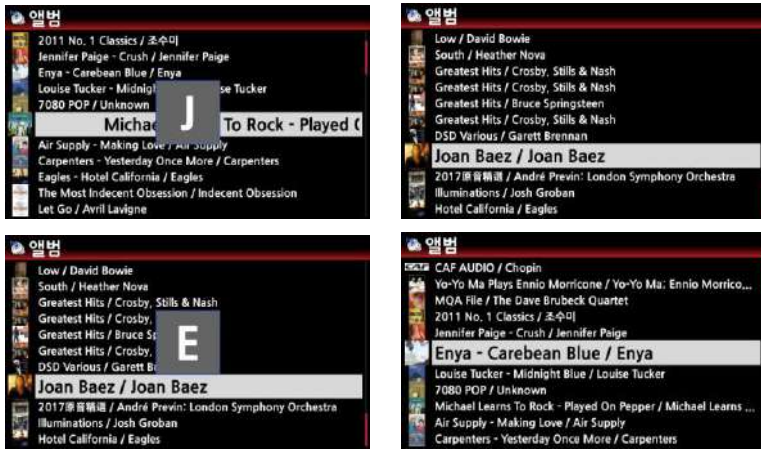 앨범
2011 No. 1 Classics / 조수미
Jennifer Paige - Crush / Jennifer Paige
Enya - Carebean Blue / Enya
Louise Tucker - Midnigh se Tucker
7080 POP / Unknown
J
Michae To Rock - Played
Air Supply - Making Love / Air Supply
Carpenters - Yesterday Once More / Carpenters
Eagles - Hotel California / Eagles
The Most Indecent Obsession / Indecent Obsession
Let Go / Avril Lavigne
앨범
Low / David Bowie
South / Heather Nova
Greatest Hits / Crosby, Stills & Nash
Greatest Hits / Crosby, Stills & Nash
Greatest Hits / Bruce Springsteen
Greatest Hits / Crosby, Stills & Nash
DSD Various / Garett Brennan
Joan Baez / Joan Baez
2017原音精選 / André Previn: London Symphony Orchestra
Illuminations / Josh Groban
Hotel California / Eagles
앨범
Low / David Bowie
South / Heather Nova
Greatest Hits / Crosby, Stills & Nash
Greatest Hits / Crosby,
Greatest Hits / Bruce Sp
Greatest Hits / Crosby,
DSD Various / Garett B
E
Joan Baez / Joan Baez
2017原音精選 / André Previn: London Symphony Orchestra
Illuminations / Josh Groban
Hotel California / Eagles
앨범
CAF AUDIO / Chopin
Yo-Yo Ma Plays Ennio Morricone / Yo-Yo Ma: Ennio Morrico...
MQA File / The Dave Brubeck Quartet
2011 No. 1 Classics / 조수미
Jennifer Paige - Crush / Jennifer Paige
Enya - Carebean Blue / Enya
Louise Tucker - Midnight Blue / Louise Tucker
7080 POP / Unknown
Michael Learns To Rock - Played On Pepper / Michael Learns ...
Air Supply - Making Love / Air Supply
Carpenters - Yesterday Once More / Carpenters